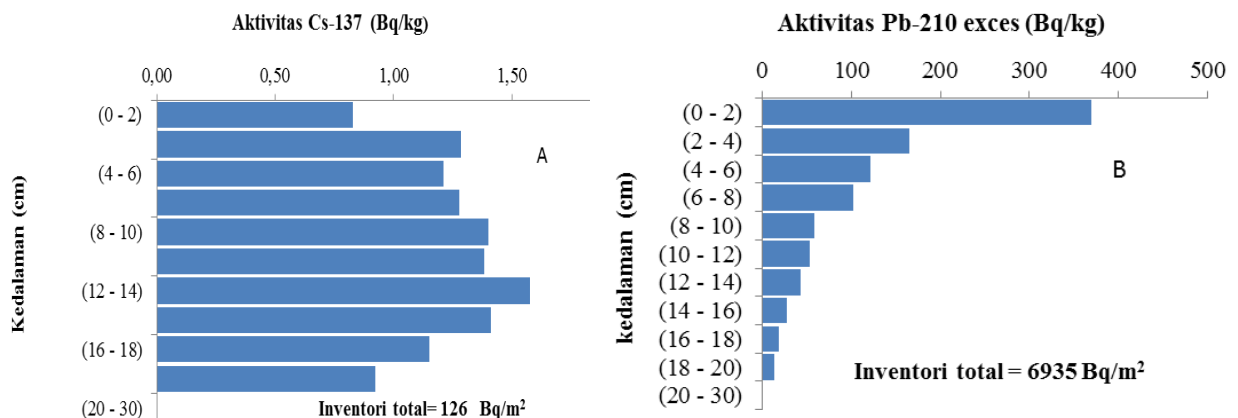 Aktivitas Cs-137 (Bq/kg)
0,00 0,50 1,00 1,50
Kedalaman (cm)
(0 - 2)
(4 - 6)
(8 - 10)
(12 - 14)
(16 - 18)
(20 - 30)
A
Inventori total= 126 Bq/m²
Aktivitas Pb-210 exces (Bq/kg)
0 100 200 300 400 500
kedalaman (cm)
(0 - 2)
(2 - 4)
(4 - 6)
(6 - 8)
(8 - 10)
(10 - 12)
(12 - 14)
(14 - 16)
(16 - 18)
(18 - 20)
(20 - 30)
B
Inventori total = 6935 Bq/m²